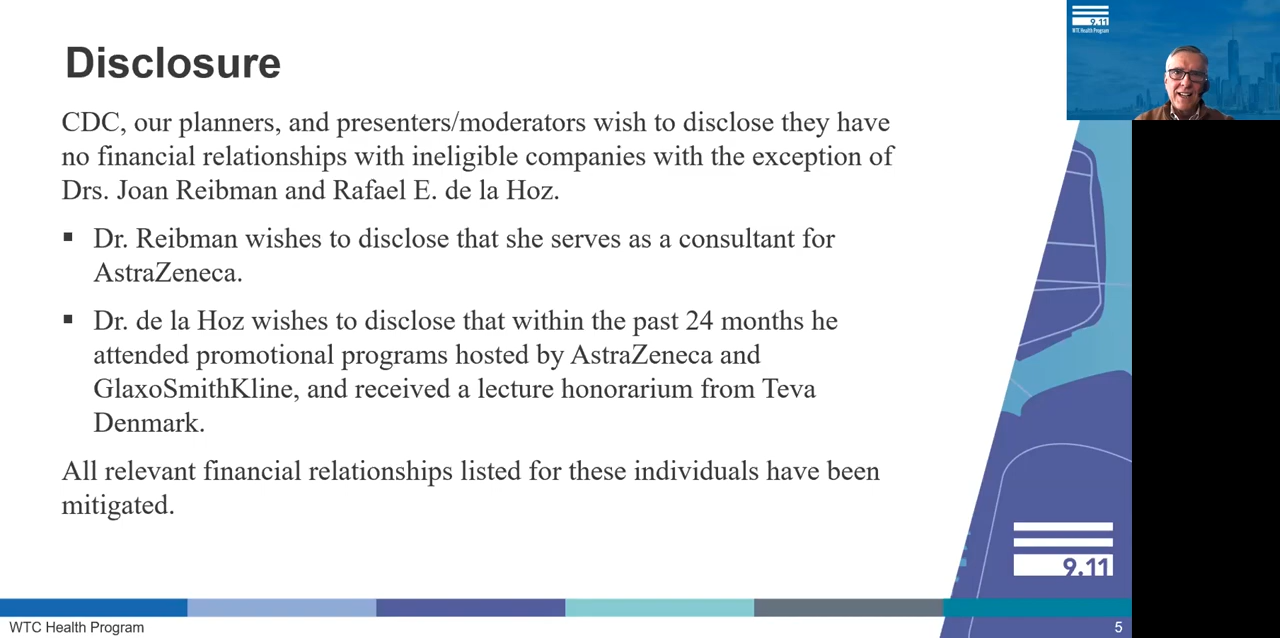 Disclosure
CDC, our planners, and presenters/moderators wish to disclose they have
no financial relationships with ineligible companies with the exception of
Drs. Joan Reibman and Rafael E. de la Hoz.
▪ Dr. Reibman wishes to disclose that she serves as a consultant for
AstraZeneca.
▪ Dr. de la Hoz wishes to disclose that within the past 24 months he
attended promotional programs hosted by AstraZeneca and
GlaxoSmithKline, and received a lecture honorarium from Teva
Denmark.
All relevant financial relationships listed for these individuals have been
mitigated.
9.11
WTC Health Program
9.11
WTC Health Program
5